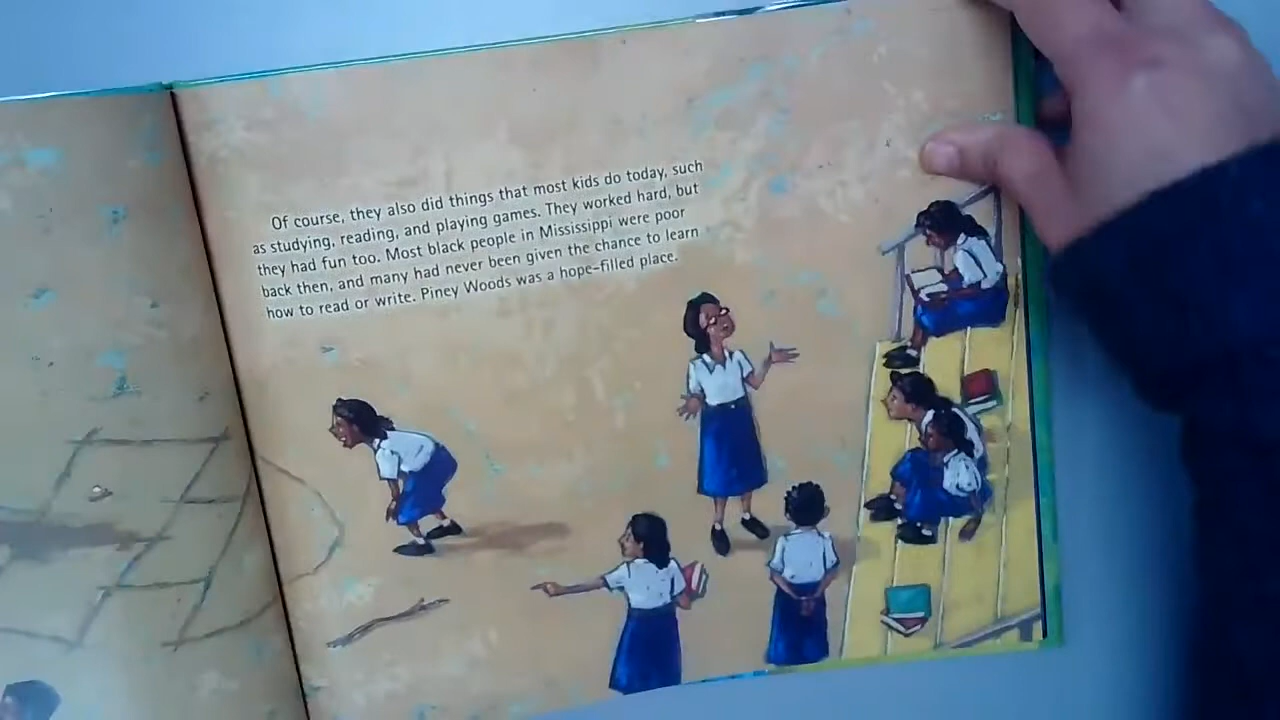 Of course, they also did things that most kids do today, such
as studying, reading, and playing games. They worked hard, but
they had fun too. Most black people in Mississippi were poor
back then, and many had never been given the chance to learn
how to read or write. Piney Woods was a hope-filled place.